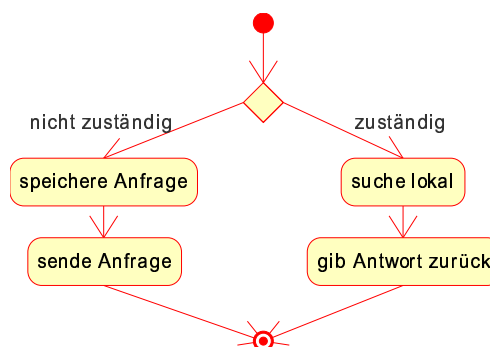 nicht zuständig
zuständig
speichere Anfrage
suche lokal
sende Anfrage
gib Antwort zurück